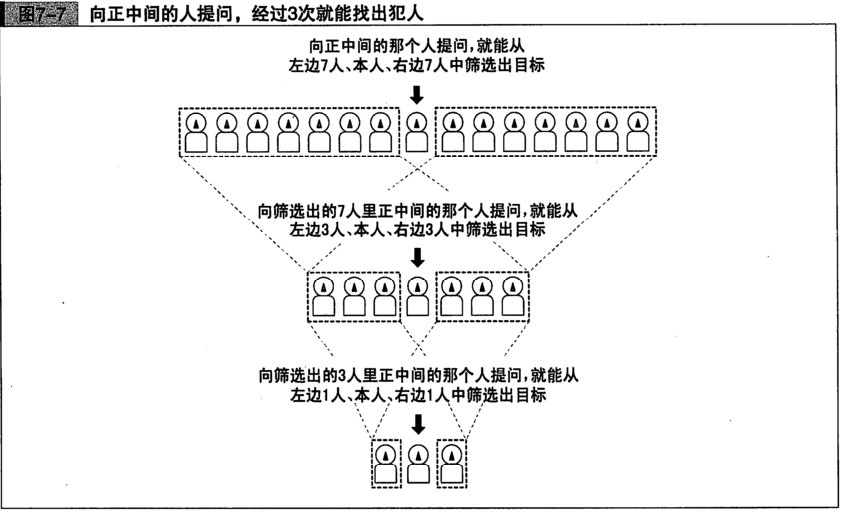 图7-7 向正中间的人提问，经过3次就能找出犯人
向正中间的那个人提问，就能从
左边7人、本人、右边7人中筛选出目标
向筛选出的7人里正中间的那个人提问，就能从
左边3人、本人、右边3人中筛选出目标
向筛选出的3人里正中间的那个人提问，就能从
左边1人、本人、右边1人中筛选出目标